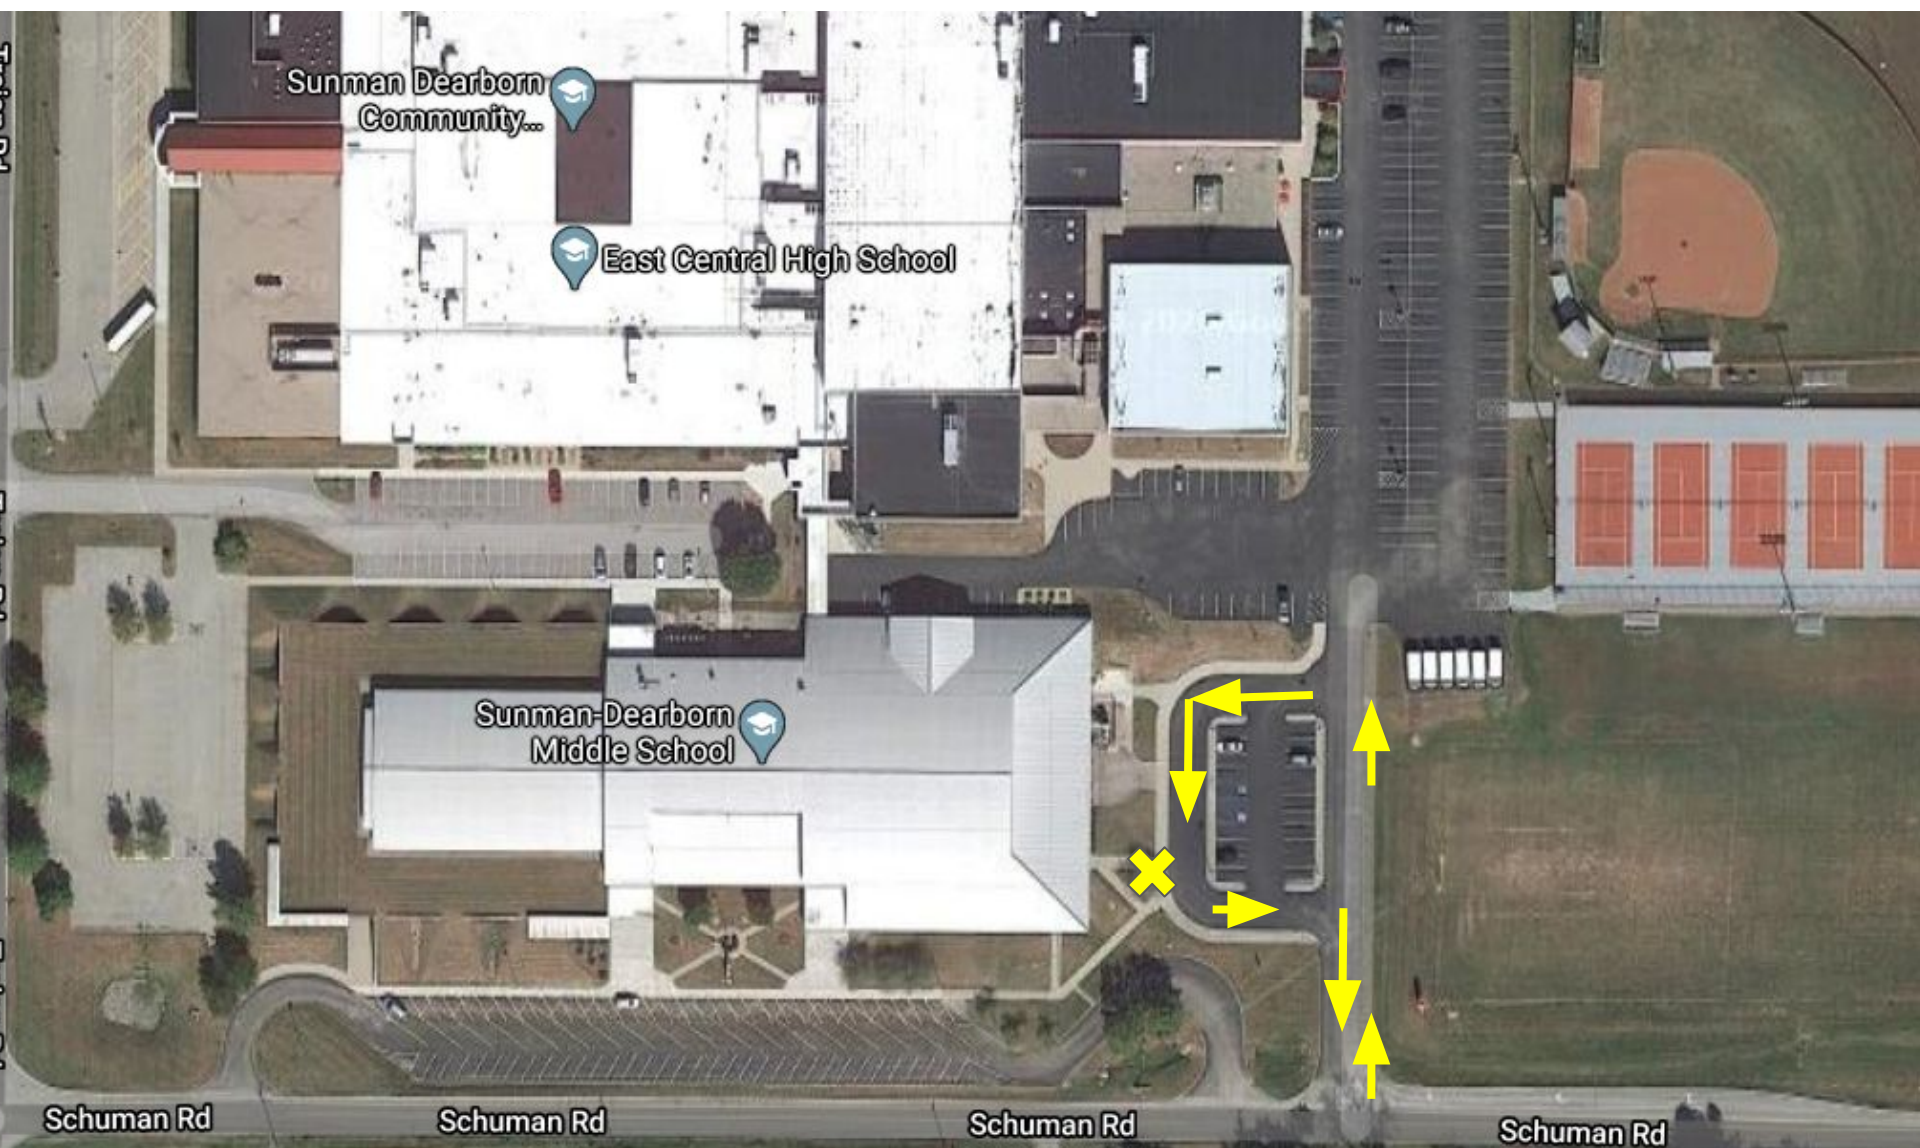 Sunman Dearborn
Community...
East Central High School
Sunman-Dearborn
Middle School
Schuman Rd
Schuman Rd
Schuman Rd
Schuman Rd